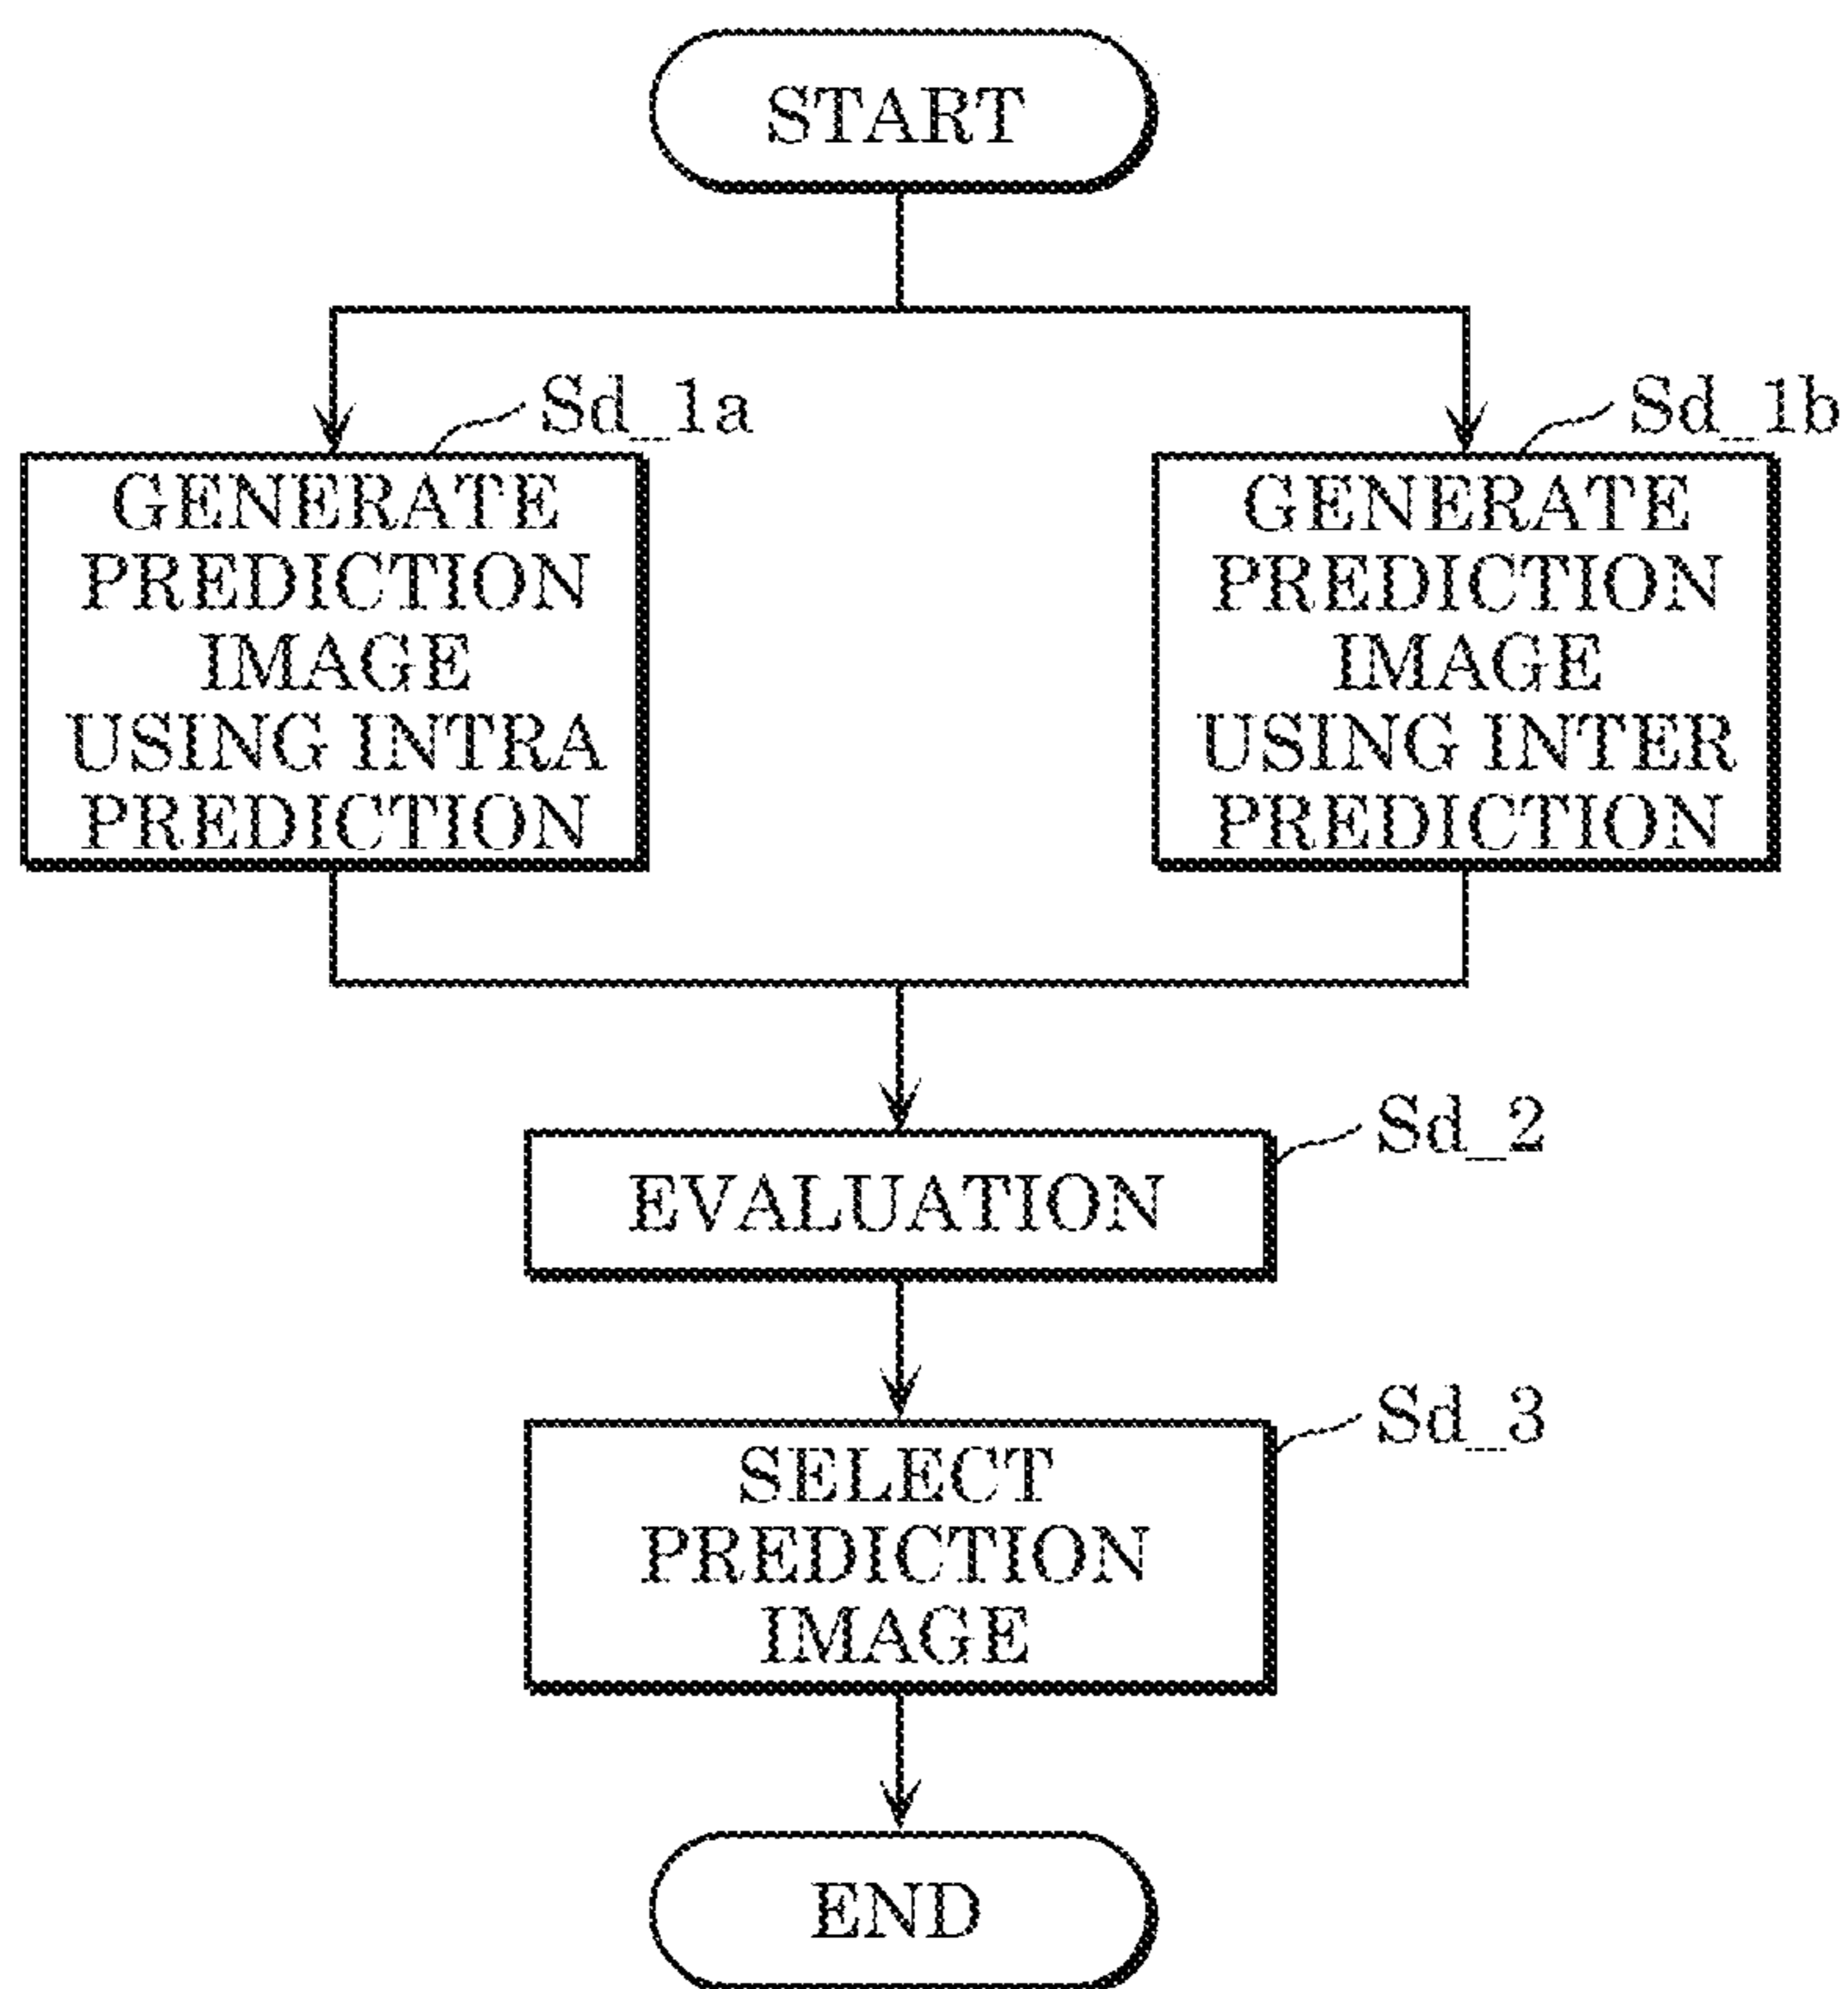 START
Sd_1a
GENERATE
PREDICTION
IMAGE
USING INTRA
PREDICTION
Sd_1b
GENERATE
PREDICTION
IMAGE
USING INTER
PREDICTION
Sd_2
EVALUATION
Sd_3
SELECT
PREDICTION
IMAGE
END